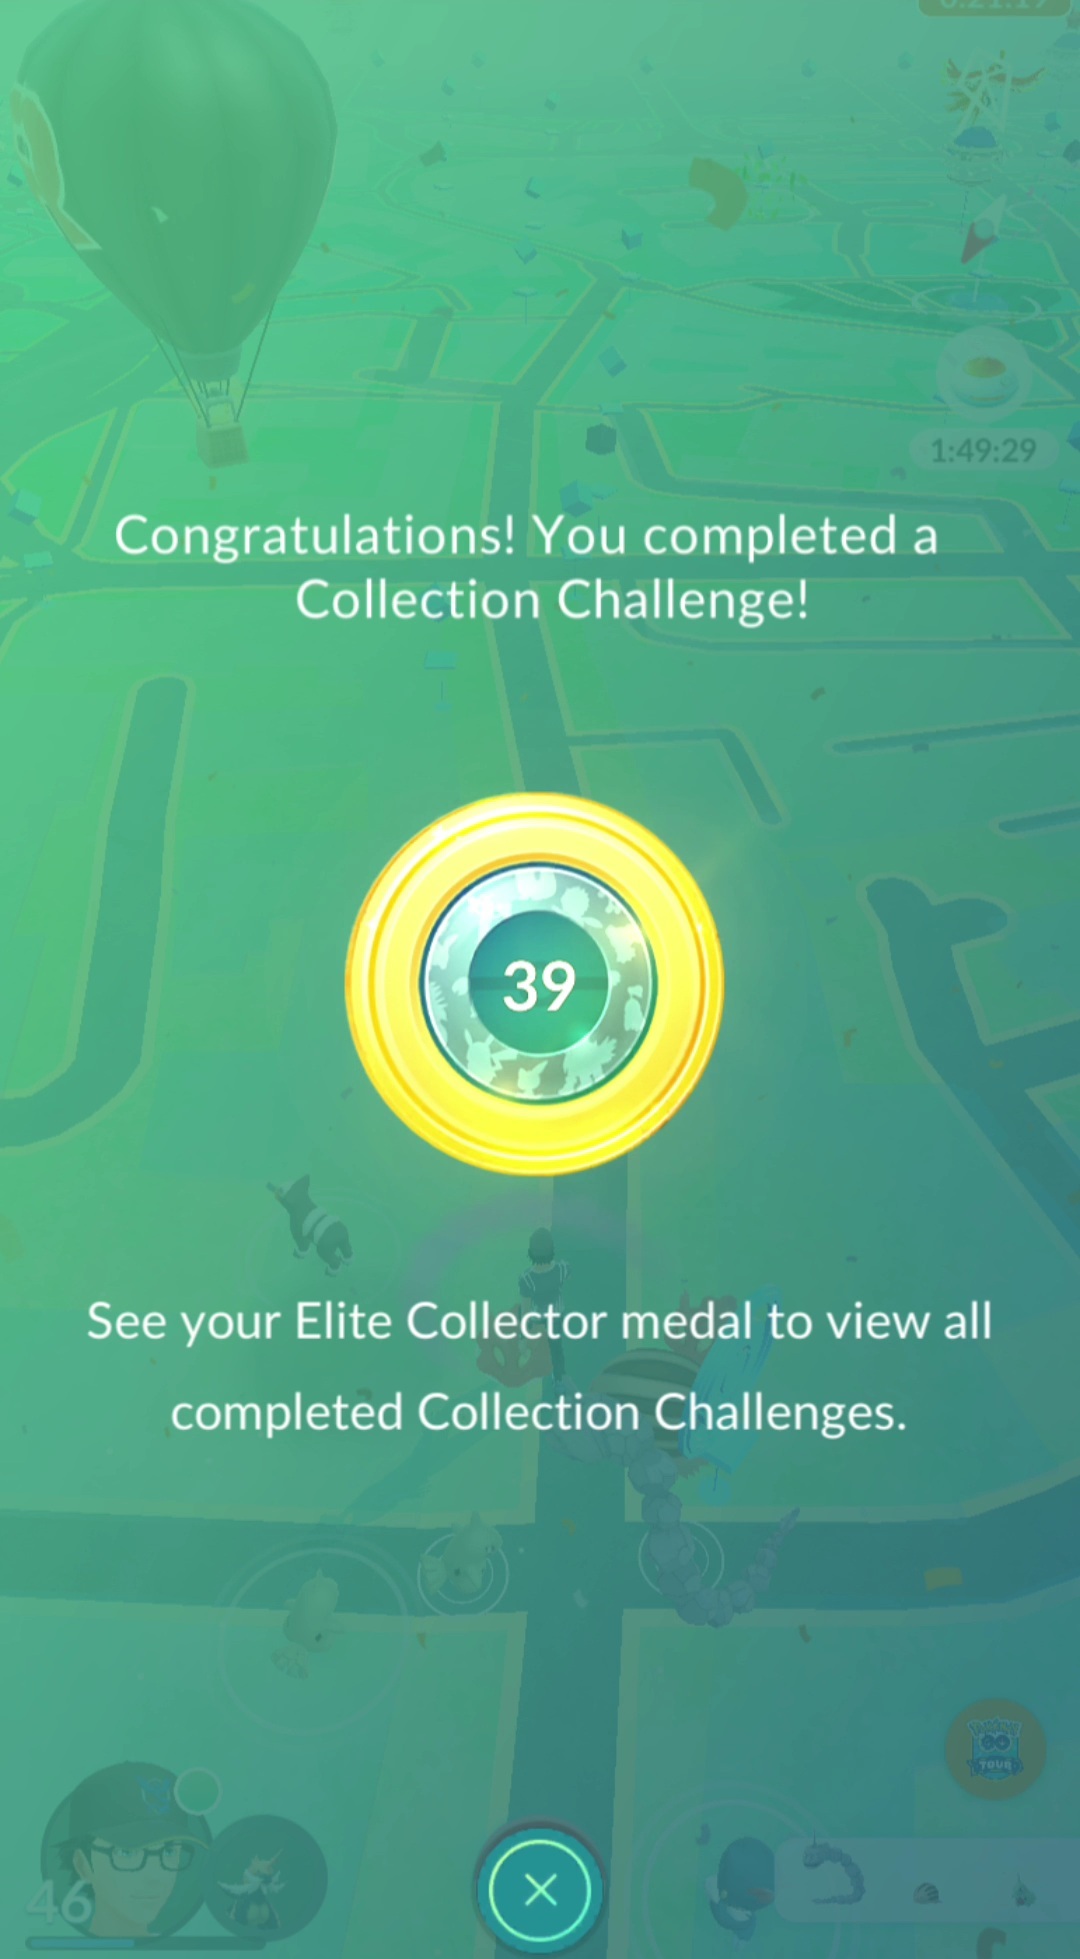 1:49:29
Congratulations! You completed a
Collection Challenge!
39
See your Elite Collector medal to view all
completed Collection Challenges.
TOUR
46